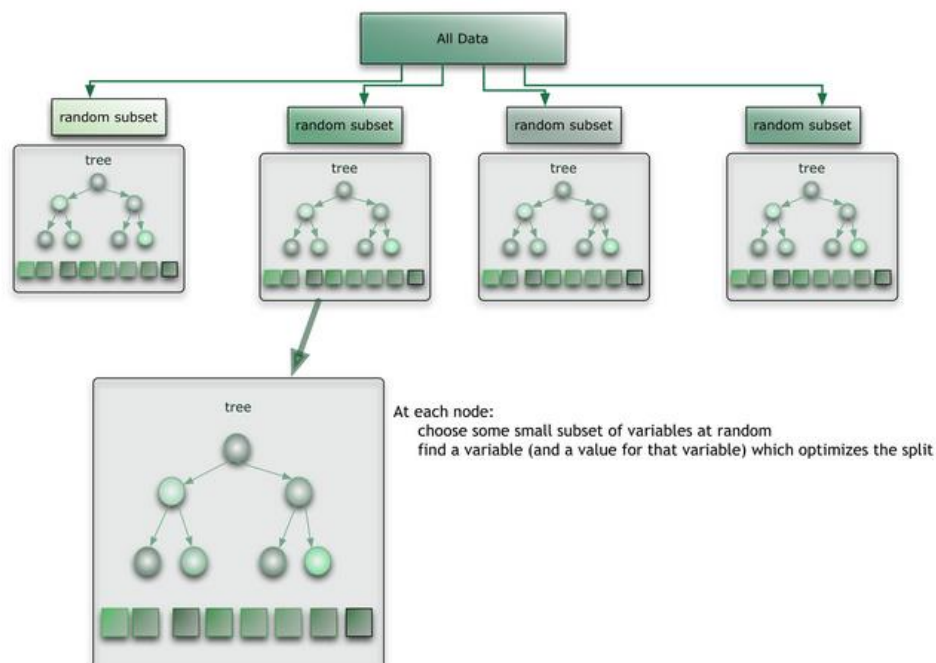 All Data
random subset
random subset
random subset
random subset
tree
tree
tree
tree
tree
At each node:
choose some small subset of variables at random
find a variable (and a value for that variable) which optimizes the split